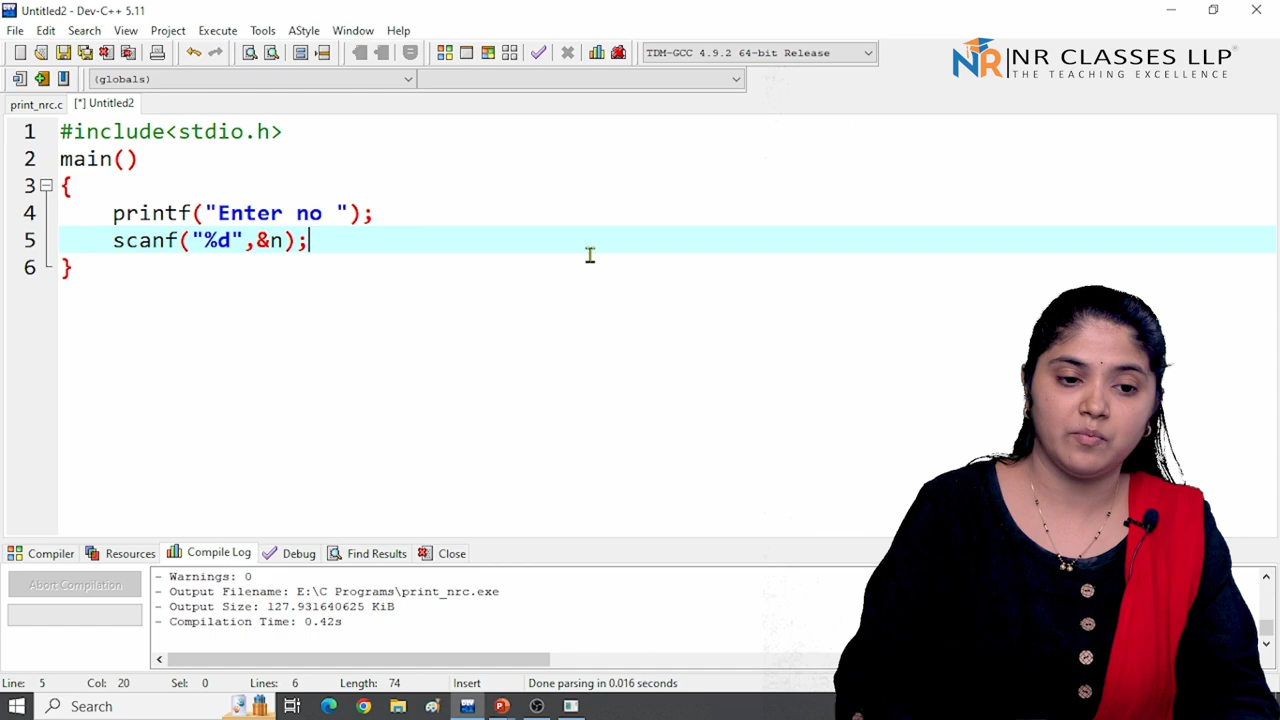 Untitled2 - Dev-C++ 5.11
File Edit Search View Project Execute Tools AStyle Window Help
TDM-GCC 4.9.2 64-bit Release
NR NR CLASSES LLP
THE TEACHING EXCELLENCE
(globals)
print_nrc.c [*] Untitled2
1 #include<stdio.h>
2 main()
3 {
4 printf("Enter no ");
5 scanf("%d",&n);
6 }
Compiler Resources Compile Log Debug Find Results Close
Abort Compilation
- Warnings: 0
- Output Filename: E:\C Programs\print_nrc.exe
- Output Size: 127.931640625 KiB
- Compilation Time: 0.42s
Line: 5 Col: 20 Sel: 0 Lines: 6 Length: 74 Insert Done parsing in 0.016 seconds
Search